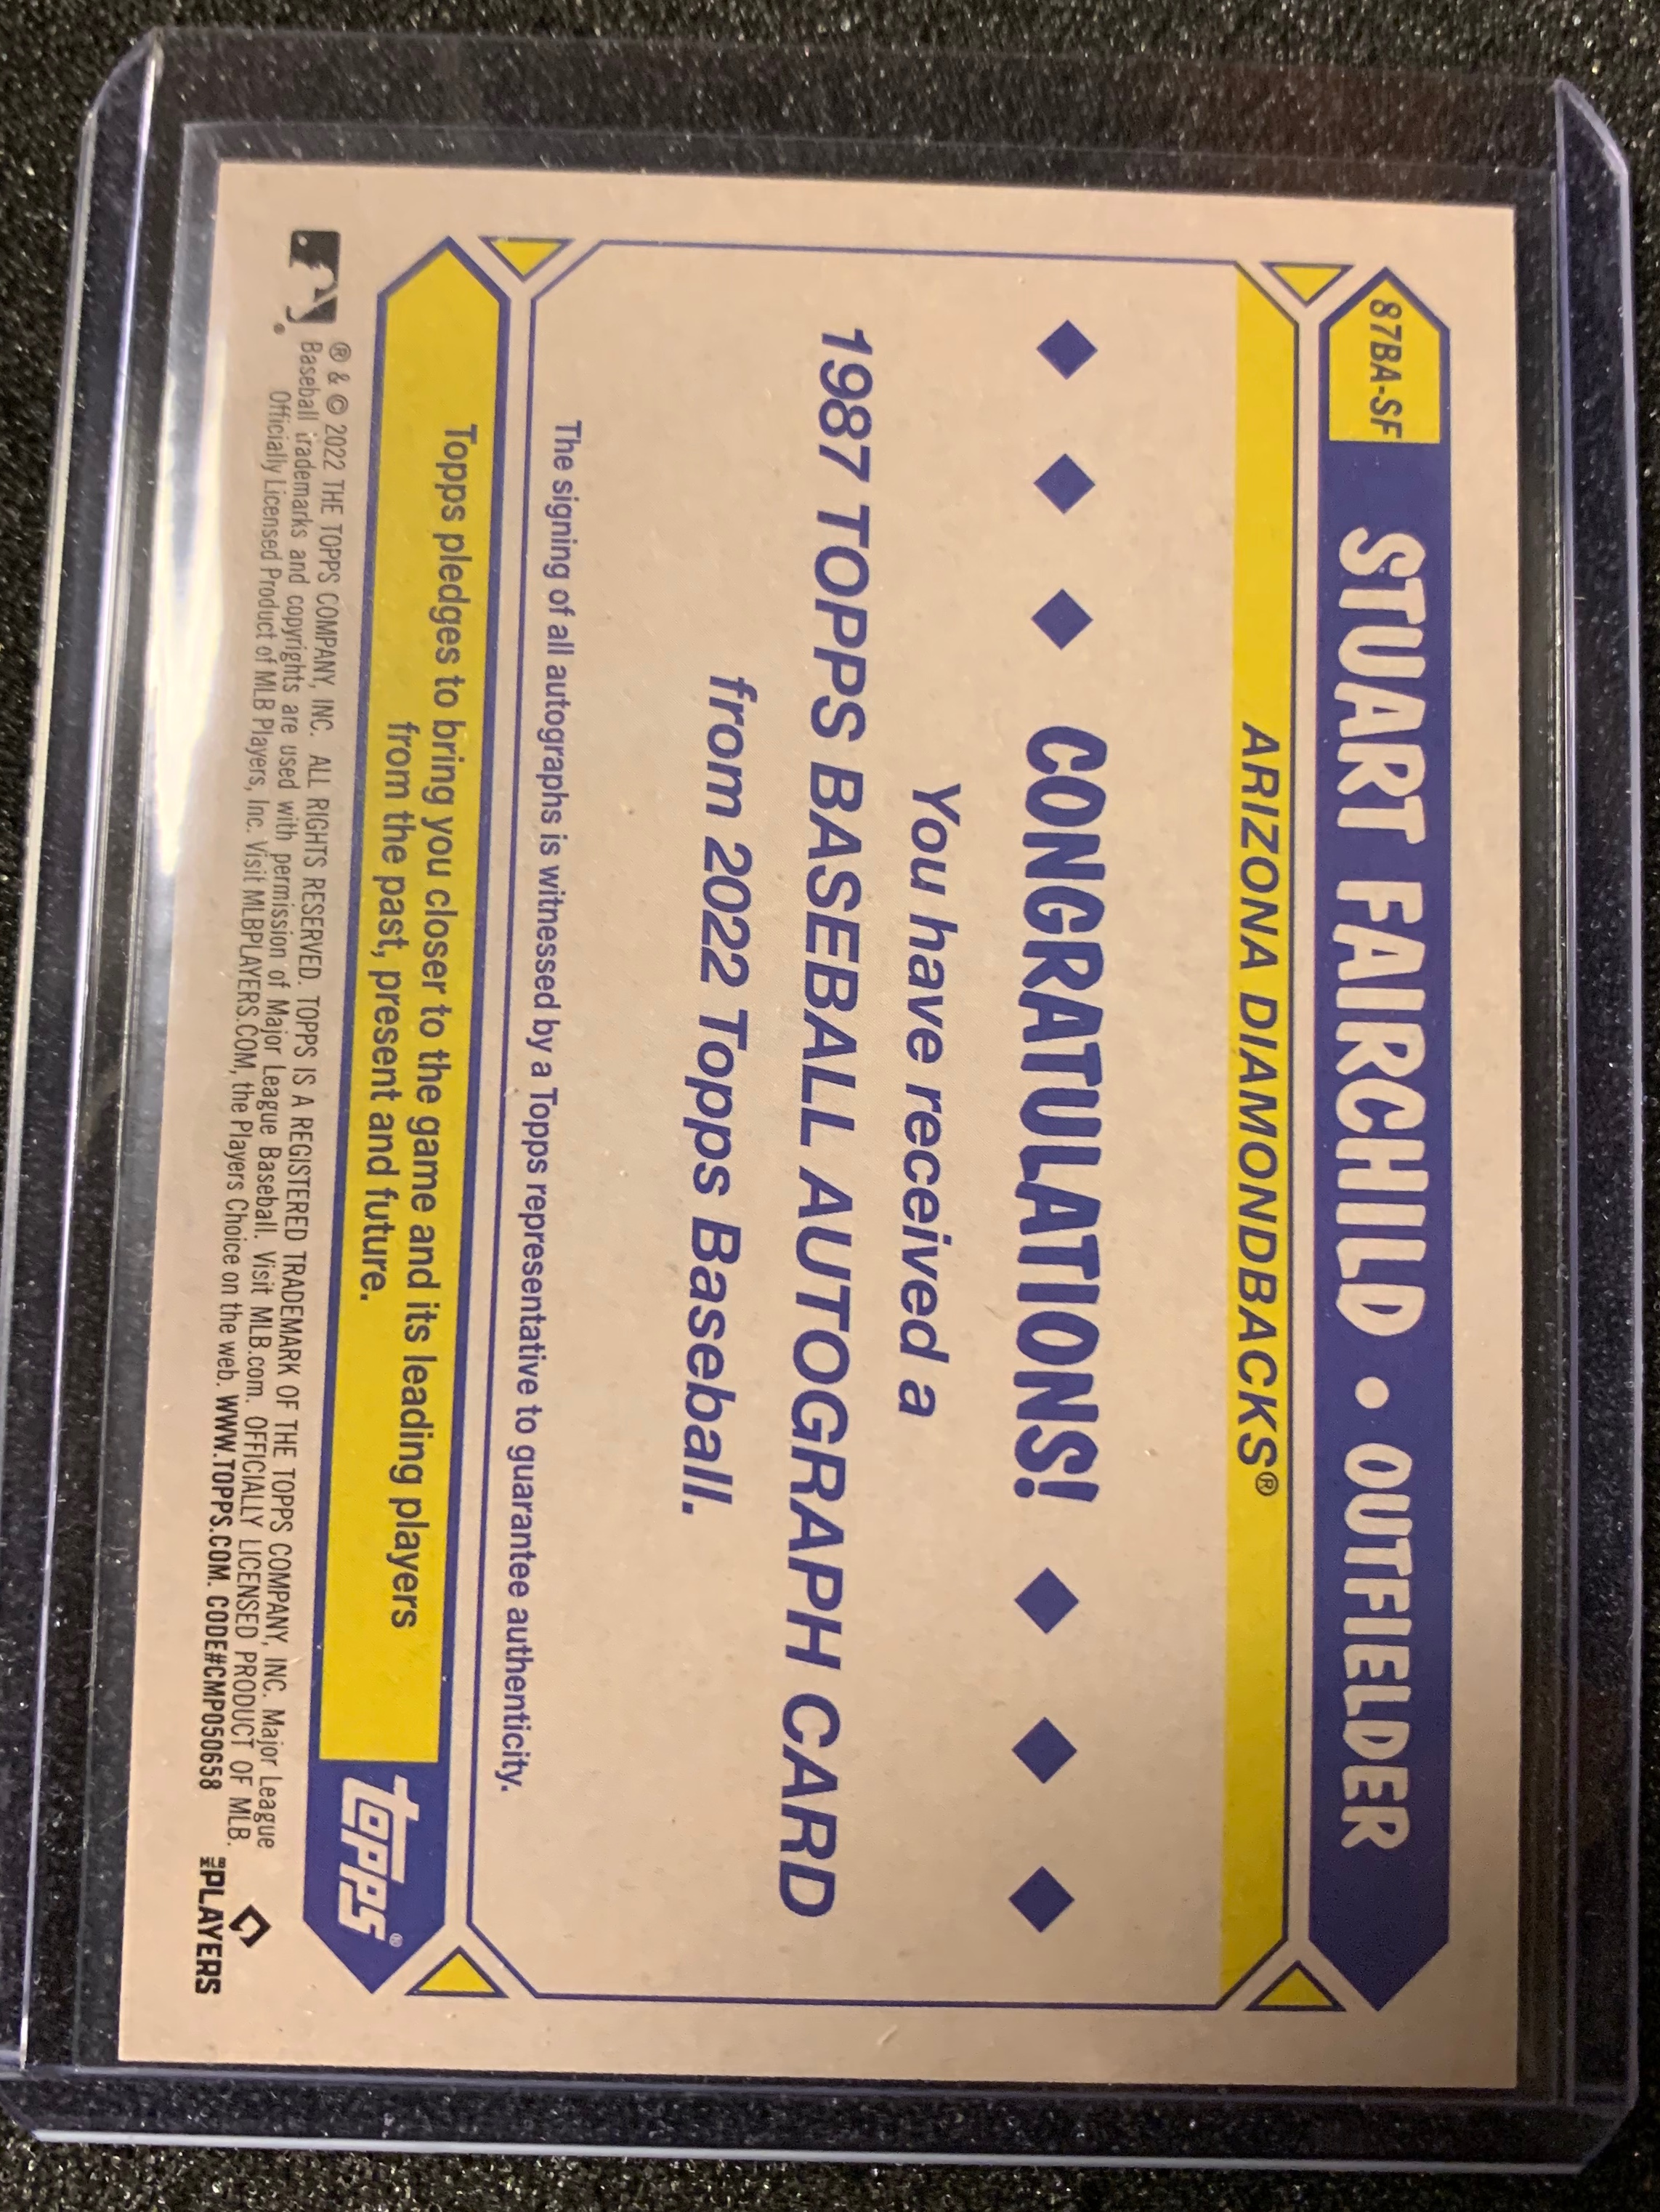 87BA-SF STUART FAIRCHILD • OUTFIELDER
ARIZONA DIAMONDBACKS®
CONGRATULATIONS!
You have received a
1987 TOPPS BASEBALL AUTOGRAPH CARD
from 2022 Topps Baseball.
The signing of all autographs is witnessed by a Topps representative to guarantee authenticity.
Topps pledges to bring you closer to the game and its leading players
from the past, present and future.
topps®
® & © 2022 THE TOPPS COMPANY, INC. ALL RIGHTS RESERVED. TOPPS IS A REGISTERED TRADEMARK OF THE TOPPS COMPANY, INC. Major League
Baseball trademarks and copyrights are used with permission of Major League Baseball. Visit MLB.com. OFFICIALLY LICENSED PRODUCT OF MLB
Officially Licensed Product of MLB Players, Inc. Visit MLBPLAYERS.COM, the Players Choice on the web. WWW.TOPPS.COM. CODE#CMP050658
MLB PLAYERS